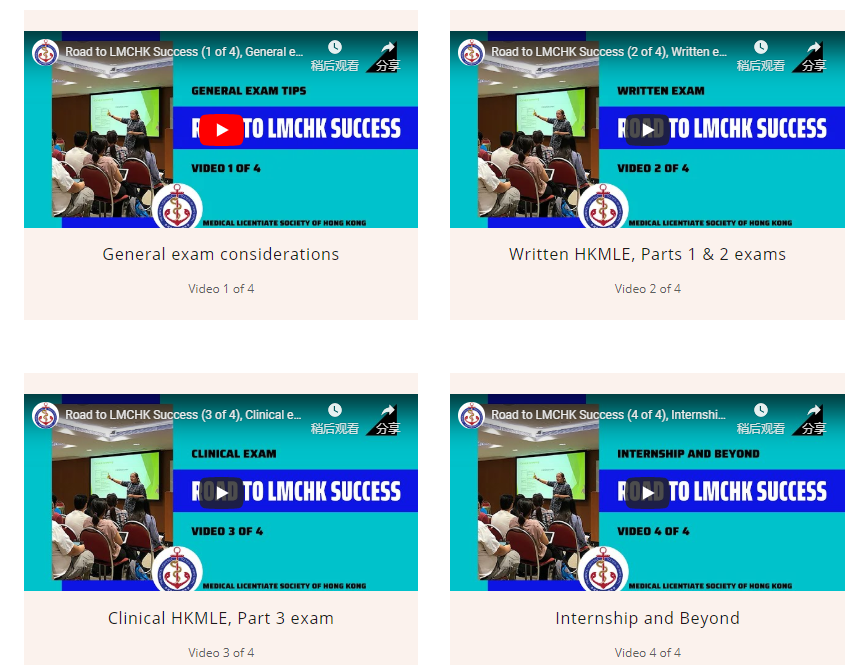 Road to LMCHK Success (1 of 4), General e...
稍后观看
分享
GENERAL EXAM TIPS
ROAD TO LMCHK SUCCESS
VIDEO 1 OF 4
MEDICAL LICENTIATE SOCIETY OF HONG KONG
General exam considerations
Video 1 of 4
Road to LMCHK Success (2 of 4), Written e...
稍后观看
分享
WRITTEN EXAM
ROAD TO LMCHK SUCCESS
VIDEO 2 OF 4
MEDICAL LICENTIATE SOCIETY OF HONG KONG
Written HKMLE, Parts 1 & 2 exams
Video 2 of 4
Road to LMCHK Success (3 of 4), Clinical e...
稍后观看
分享
CLINICAL EXAM
ROAD TO LMCHK SUCCESS
VIDEO 3 OF 4
MEDICAL LICENTIATE SOCIETY OF HONG KONG
Clinical HKMLE, Part 3 exam
Video 3 of 4
Road to LMCHK Success (4 of 4), Internshi...
稍后观看
分享
INTERNSHIP AND BEYOND
ROAD TO LMCHK SUCCESS
VIDEO 4 OF 4
MEDICAL LICENTIATE SOCIETY OF HONG KONG
Internship and Beyond
Video 4 of 4